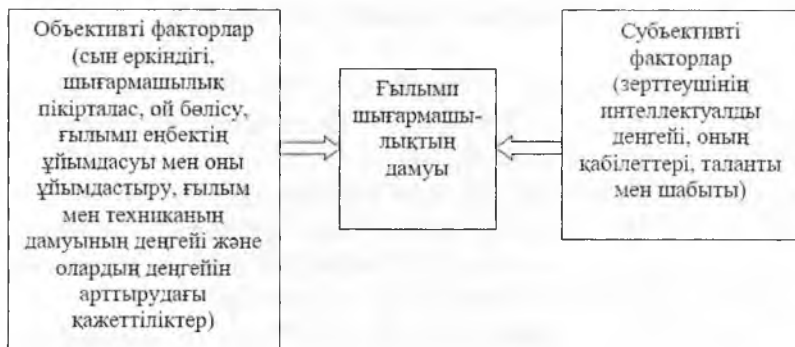 Объективті факторлар
(сын еркіндігі,
шығармашылық
пікірталас, ой бөлісу,
ғылыми еңбектің
ұйымдасуы мен оны
ұйымдастыру, ғылым
мен техниканың
дамуының деңгейі және
олардың деңгейін
арттырудағы
қажеттіліктер)
Ғылыми
шығармашы-
лықтың
дамуы
Субъективті
факторлар
(зерттеушінің
интеллектуалды
деңгейі, оның
қабілеттері, таланты
мен шабыты)